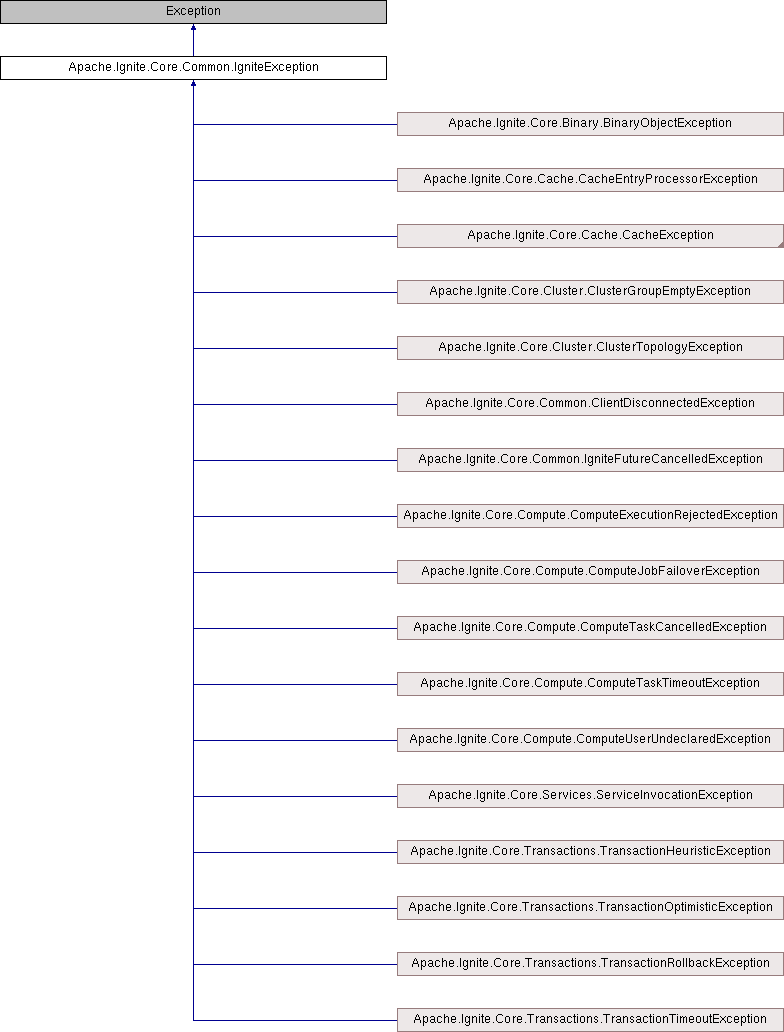 Exception
Apache.Ignite.Core.Common.IgniteException
Apache.Ignite.Core.Binary.BinaryObjectException
Apache.Ignite.Core.Cache.CacheEntryProcessorException
Apache.Ignite.Core.Cache.CacheException
Apache.Ignite.Core.Cluster.ClusterGroupEmptyException
Apache.Ignite.Core.Cluster.ClusterTopologyException
Apache.Ignite.Core.Common.ClientDisconnectedException
Apache.Ignite.Core.Common.IgniteFutureCancelledException
Apache.Ignite.Core.Compute.ComputeExecutionRejectedException
Apache.Ignite.Core.Compute.ComputeJobFailoverException
Apache.Ignite.Core.Compute.ComputeTaskCancelledException
Apache.Ignite.Core.Compute.ComputeTaskTimeoutException
Apache.Ignite.Core.Compute.ComputeUserUndeclaredException
Apache.Ignite.Core.Services.ServiceInvocationException
Apache.Ignite.Core.Transactions.TransactionHeuristicException
Apache.Ignite.Core.Transactions.TransactionOptimisticException
Apache.Ignite.Core.Transactions.TransactionRollbackException
Apache.Ignite.Core.Transactions.TransactionTimeoutException